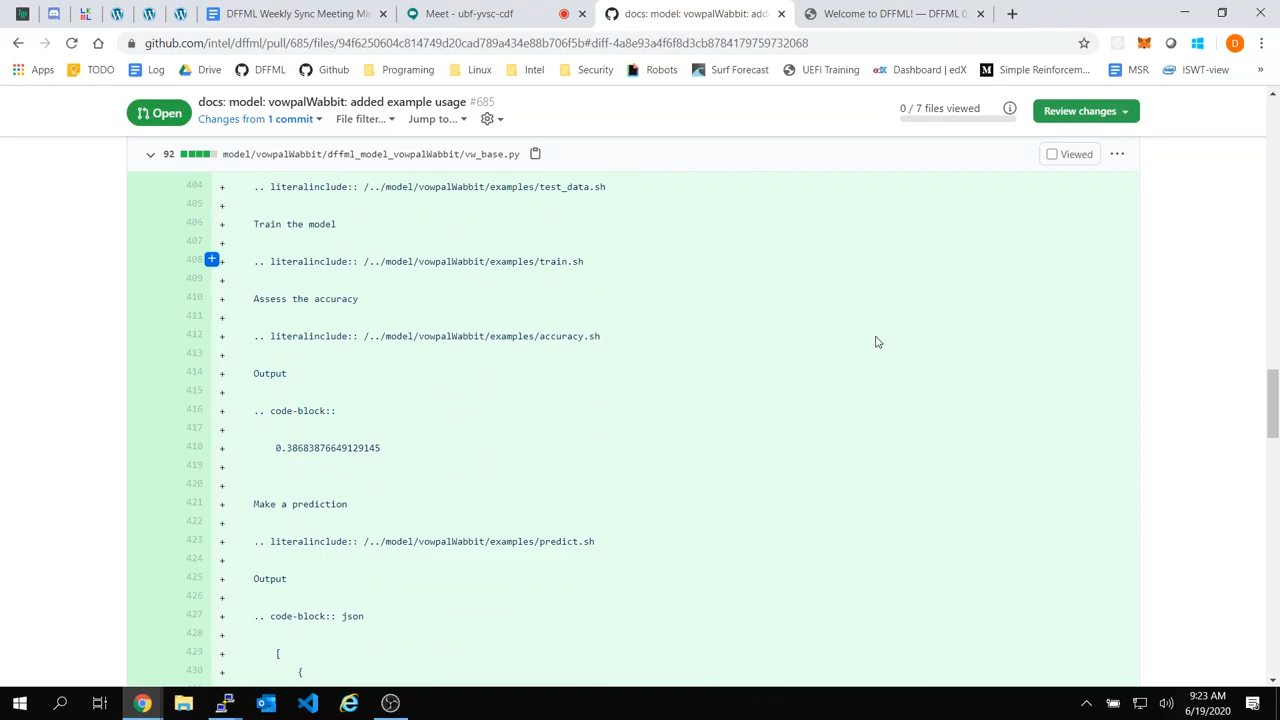 DFFML Weekly Sync Meeting Min
Meet - ubf-yvsc-cdf
docs: model: vowpalWabbit: adde
Welcome to DFFML! — DFFML 0.
github.com/intel/dffml/pull/685/files/94f6250604c814749d20cad789a434e8fb706f5b#diff-4a8e93a4f6f8d3cb8784179759732068
D
Apps
TODO
Log
Drive
DFFML
Github
Programming
Linux
Intel
Security
Robots
Surf Forecast
UEFI Training
Dashboard | edX
Simple Reinforcem...
MSR
ISWT-view
»
Open
docs: model: vowpalWabbit: added example usage #685
Changes from 1 commit
File filter...
Jump to...
0 / 7 files viewed
Review changes
92 model/vowpalWabbit/dffml_model_vowpalWabbit/vw_base.py
Viewed
404 + .. literalinclude:: /../model/vowpalWabbit/examples/test_data.sh
405 +
406 + Train the model
407 +
408 + .. literalinclude:: /../model/vowpalWabbit/examples/train.sh
409 +
410 + Assess the accuracy
411 +
412 + .. literalinclude:: /../model/vowpalWabbit/examples/accuracy.sh
413 +
414 + Output
415 +
416 + .. code-block::
417 +
418 + 0.38683876649129145
419 +
420 +
421 + Make a prediction
422 +
423 + .. literalinclude:: /../model/vowpalWabbit/examples/predict.sh
424 +
425 + Output
426 +
427 + .. code-block:: json
428 +
429 + [
430 + {
9:23 AM
6/19/2020